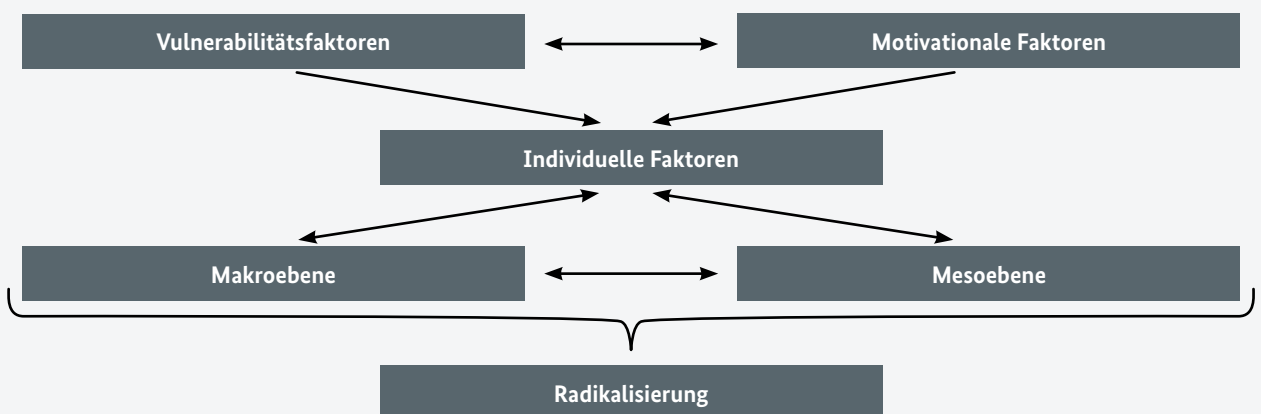 Vulnerabilitätsfaktoren
Motivationale Faktoren
Individuelle Faktoren
Makroebene
Mesoebene
Radikalisierung